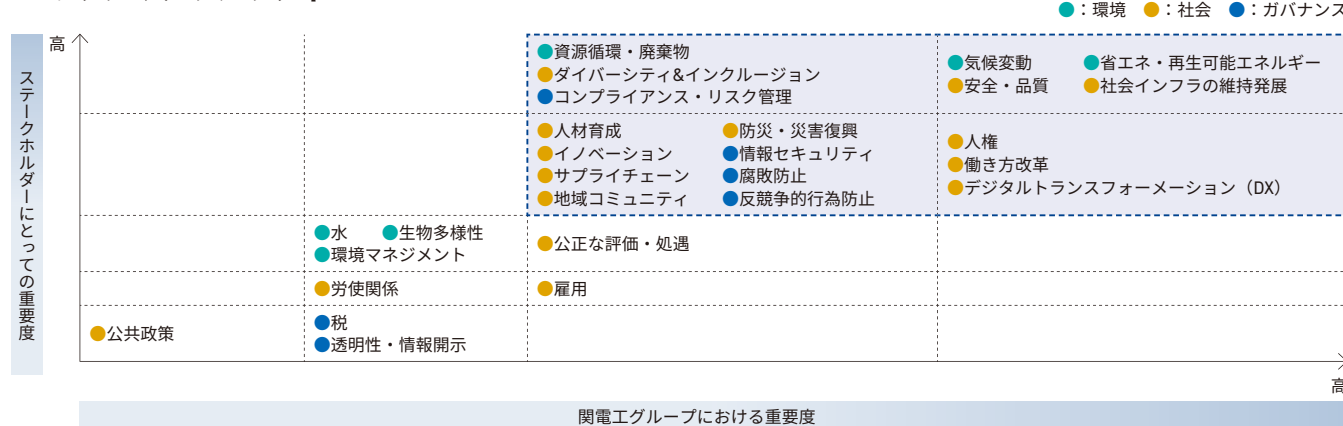 ●：環境 ●：社会 ●：ガバナンス
高
ステークホルダーにとっての重要度
●資源循環・廃棄物
●ダイバーシティ&インクルージョン
●コンプライアンス・リスク管理
●気候変動 ●省エネ・再生可能エネルギー
●安全・品質 ●社会インフラの維持発展
●人材育成 ●防災・災害復興
●イノベーション ●情報セキュリティ
●サプライチェーン ●腐敗防止
●地域コミュニティ ●反競争的行為防止
●人権
●働き方改革
●デジタルトランスフォーメーション（DX）
●水 ●生物多様性
●環境マネジメント
●公正な評価・処遇
●労使関係
●雇用
●公共政策
●税
●透明性・情報開示
高
関電工グループにおける重要度